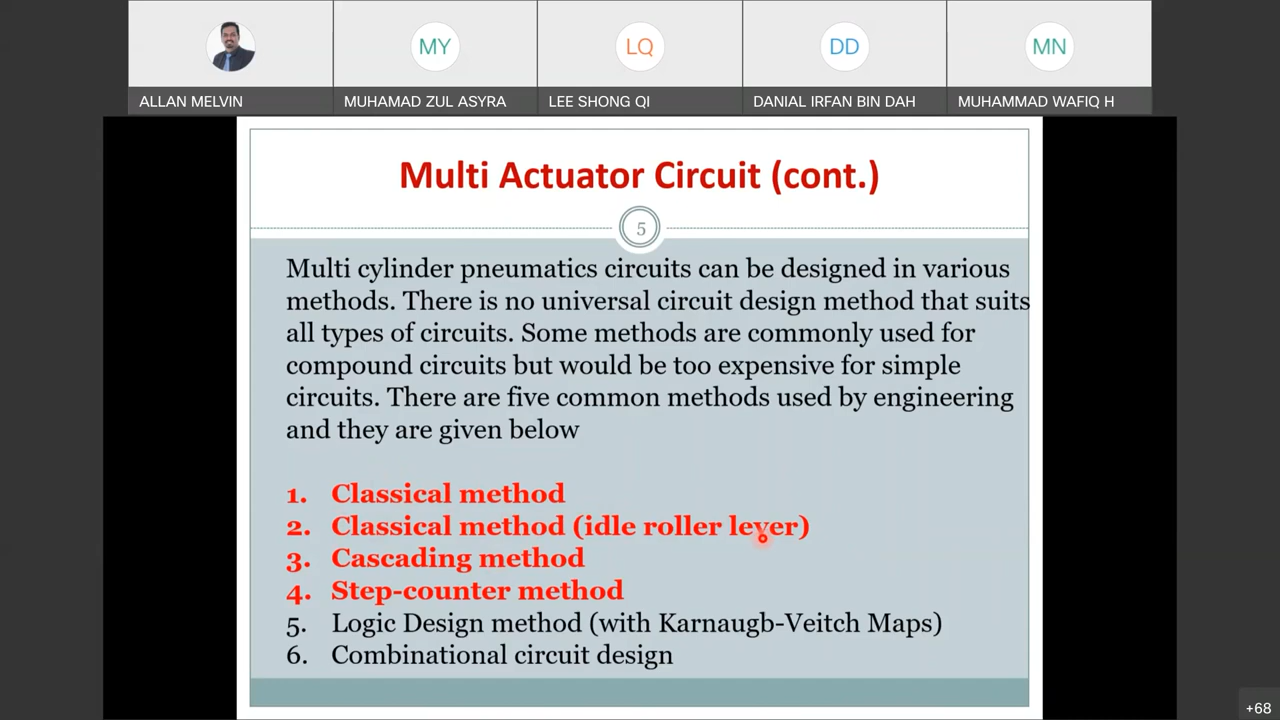 MY
LQ
DD
MN
ALLAN MELVIN
MUHAMAD ZUL ASYRA
LEE SHONG QI
DANIAL IRFAN BIN DAH
MUHAMMAD WAFIQ H
Multi Actuator Circuit (cont.)
5
Multi cylinder pneumatics circuits can be designed in various
methods. There is no universal circuit design method that suits
all types of circuits. Some methods are commonly used for
compound circuits but would be too expensive for simple
circuits. There are five common methods used by engineering
and they are given below
1. Classical method
2. Classical method (idle roller lever)
3. Cascading method
4. Step-counter method
5. Logic Design method (with Karnaugb-Veitch Maps)
6. Combinational circuit design
+68